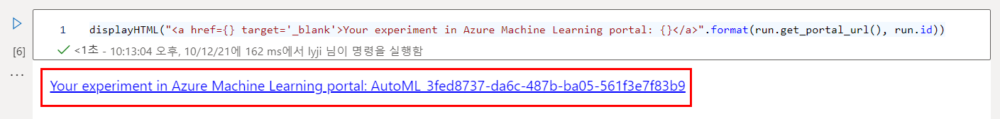 1 displayHTML("<a href={} target='_blank'>Your experiment in Azure Machine Learning portal: {}</a>".format(run.get_portal_url(), run.id))
[6] <1초 - 10:13:04 오후, 10/12/21에 162 ms에서 lyji 님이 명령을 실행함
...
Your experiment in Azure Machine Learning portal: AutoML_3fed8737-da6c-487b-ba05-561f3e7f83b9